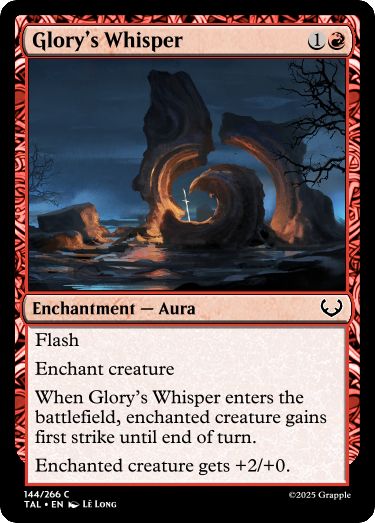 Glory's Whisper 1
Enchantment — Aura
Flash
Enchant creature
When Glory's Whisper enters the
battlefield, enchanted creature gains
first strike until end of turn.
Enchanted creature gets +2/+0.
144/266 C
TAL • EN Lê Long
©2025 Grapple